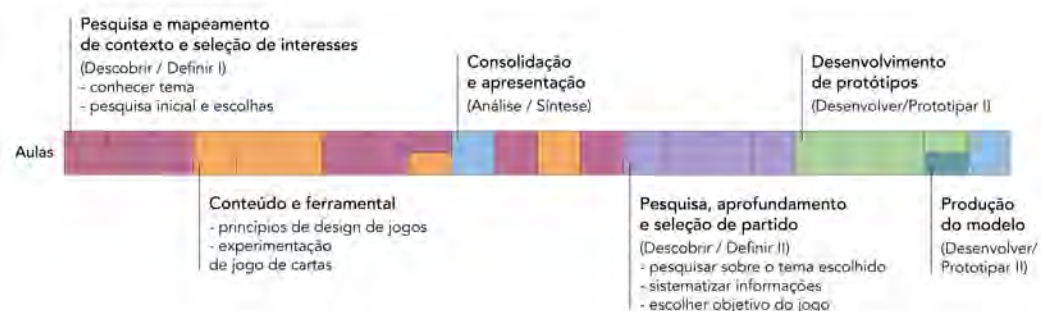 Pesquisa e mapeamento
de contexto e seleção de interesses
(Descobrir / Definir I)
- conhecer tema
- pesquisa inicial e escolhas
Consolidação
e apresentação
(Análise / Síntese)
Desenvolvimento
de protótipos
(Desenvolver/Prototipar I)
Aulas
Conteúdo e ferramental
- princípios de design de jogos
- experimentação
de jogo de cartas
Pesquisa, aprofundamento
e seleção de partido
(Descobrir / Definir II)
- pesquisar sobre o tema escolhido
- sistematizar informações
- escolher objetivo do jogo
Produção
do modelo
(Desenvolver/
Prototipar II)